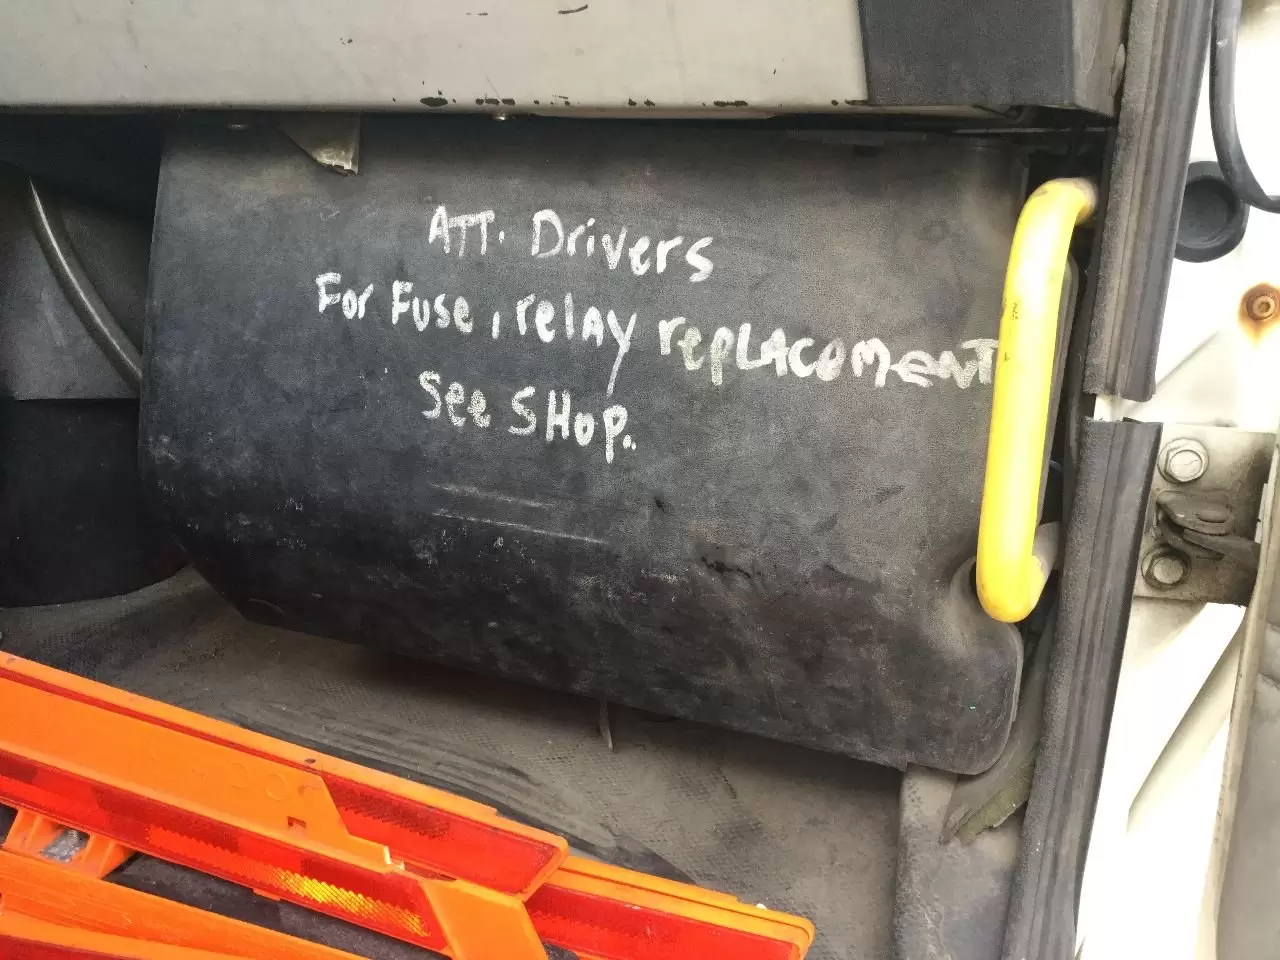 ATT. Drivers
For Fuse, relay replacement
See SHOP..